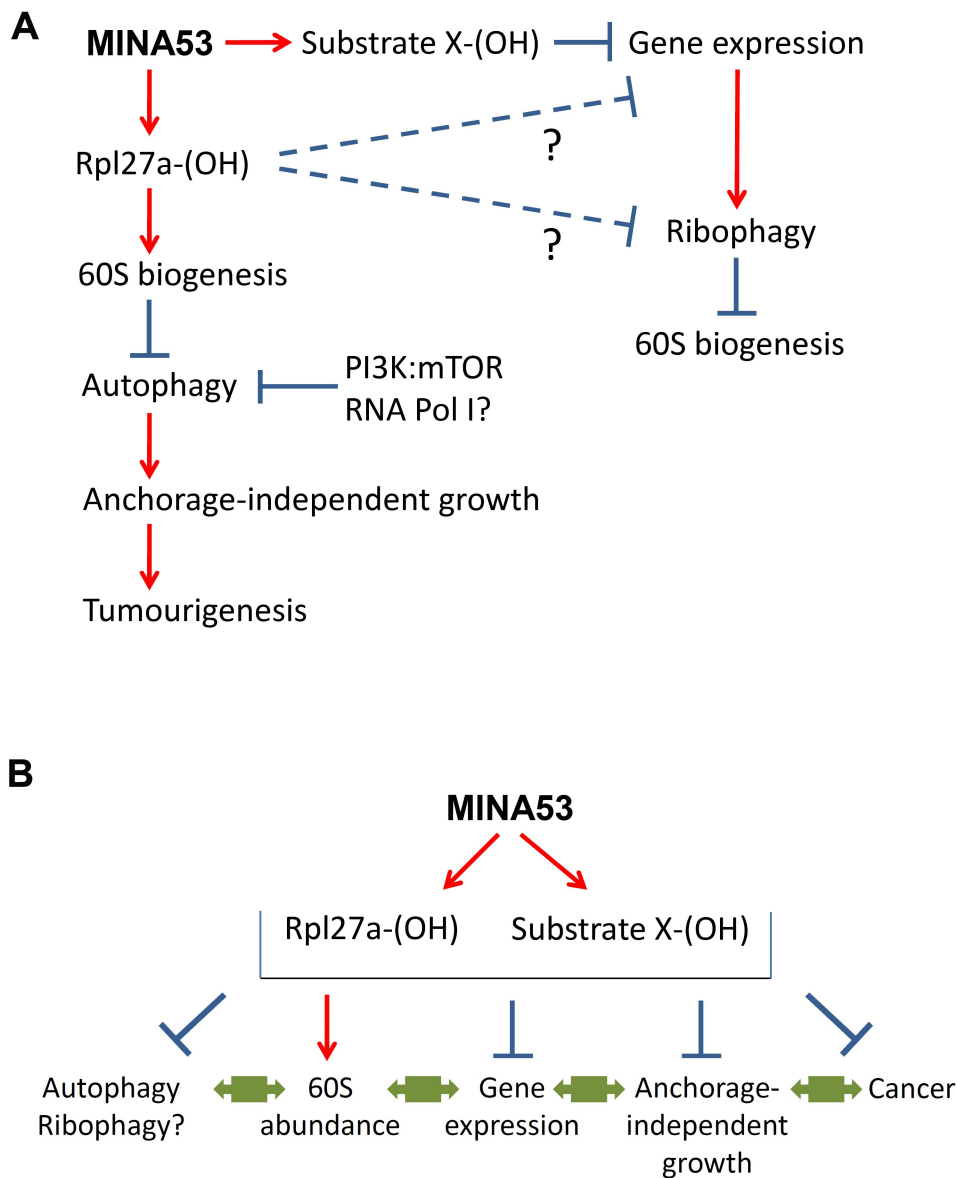 A
MINA53
Substrate X-(OH)
Gene expression
?
Rpl27a-(OH)
?
Ribophagy
60S biogenesis
60S biogenesis
Autophagy
PI3K:mTOR
RNA Pol I?
Anchorage-independent growth
Tumourigenesis
B
MINA53
Rpl27a-(OH)
Substrate X-(OH)
Autophagy
Ribophagy?
60S
abundance
Gene
expression
Anchorage-
independent
growth
Cancer